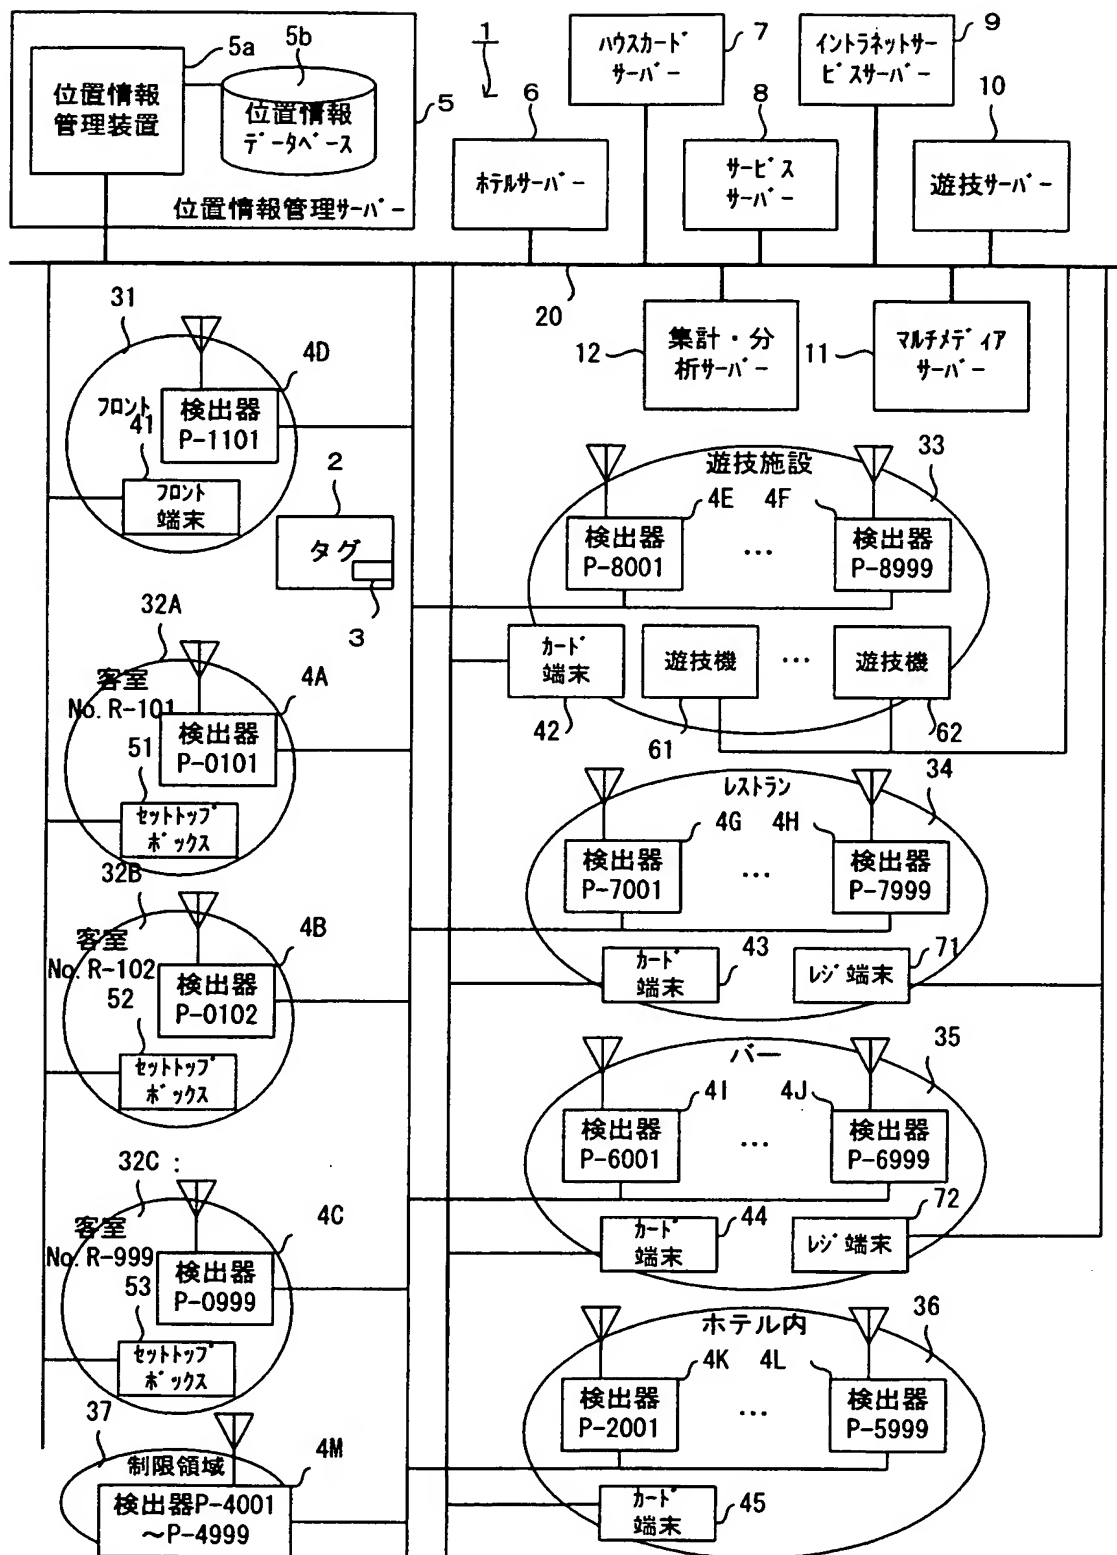 5a
5b
位置情報
管理装置
位置情報
データベース
5
位置情報管理サーバー
1
ハウスカード
サーバー
7
イントラネットサー
ビスサーバー
9
6
ホテルサーバー
8
サービス
サーバー
10
遊技サーバー
20
12
集計・分
析サーバー
11
マルチメディア
サーバー
31
4D
フロント
検出器
P-1101
41
フロント
端末
2
タグ
3
32A
客室
No.R-101
4A
検出器
P-0101
51
セットトップ
ボックス
32B
客室
No.R-102
4B
検出器
P-0102
52
セットトップ
ボックス
32C
:
客室
No.R-999
4C
検出器
P-0999
53
セットトップ
ボックス
37
制限領域
4M
検出器P-4001
~P-4999
遊技施設
33
4E
4F
検出器
P-8001
...
検出器
P-8999
カード
端末
遊技機
...
遊技機
42
61
62
レストラン
34
4G
4H
検出器
P-7001
...
検出器
P-7999
カード
端末
43
レジ端末
71
バー
35
4I
4J
検出器
P-6001
...
検出器
P-6999
カード
端末
44
レジ端末
72
ホテル内
36
4K
4L
検出器
P-2001
...
検出器
P-5999
カード
端末
45